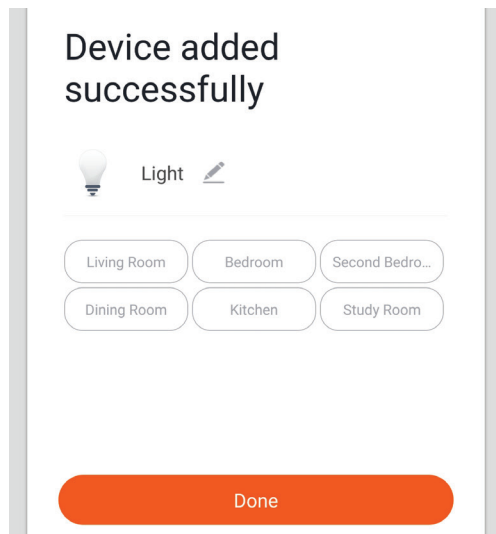 Device added
successfully
Light
Living Room Bedroom Second Bedro...
Dining Room Kitchen Study Room
Done